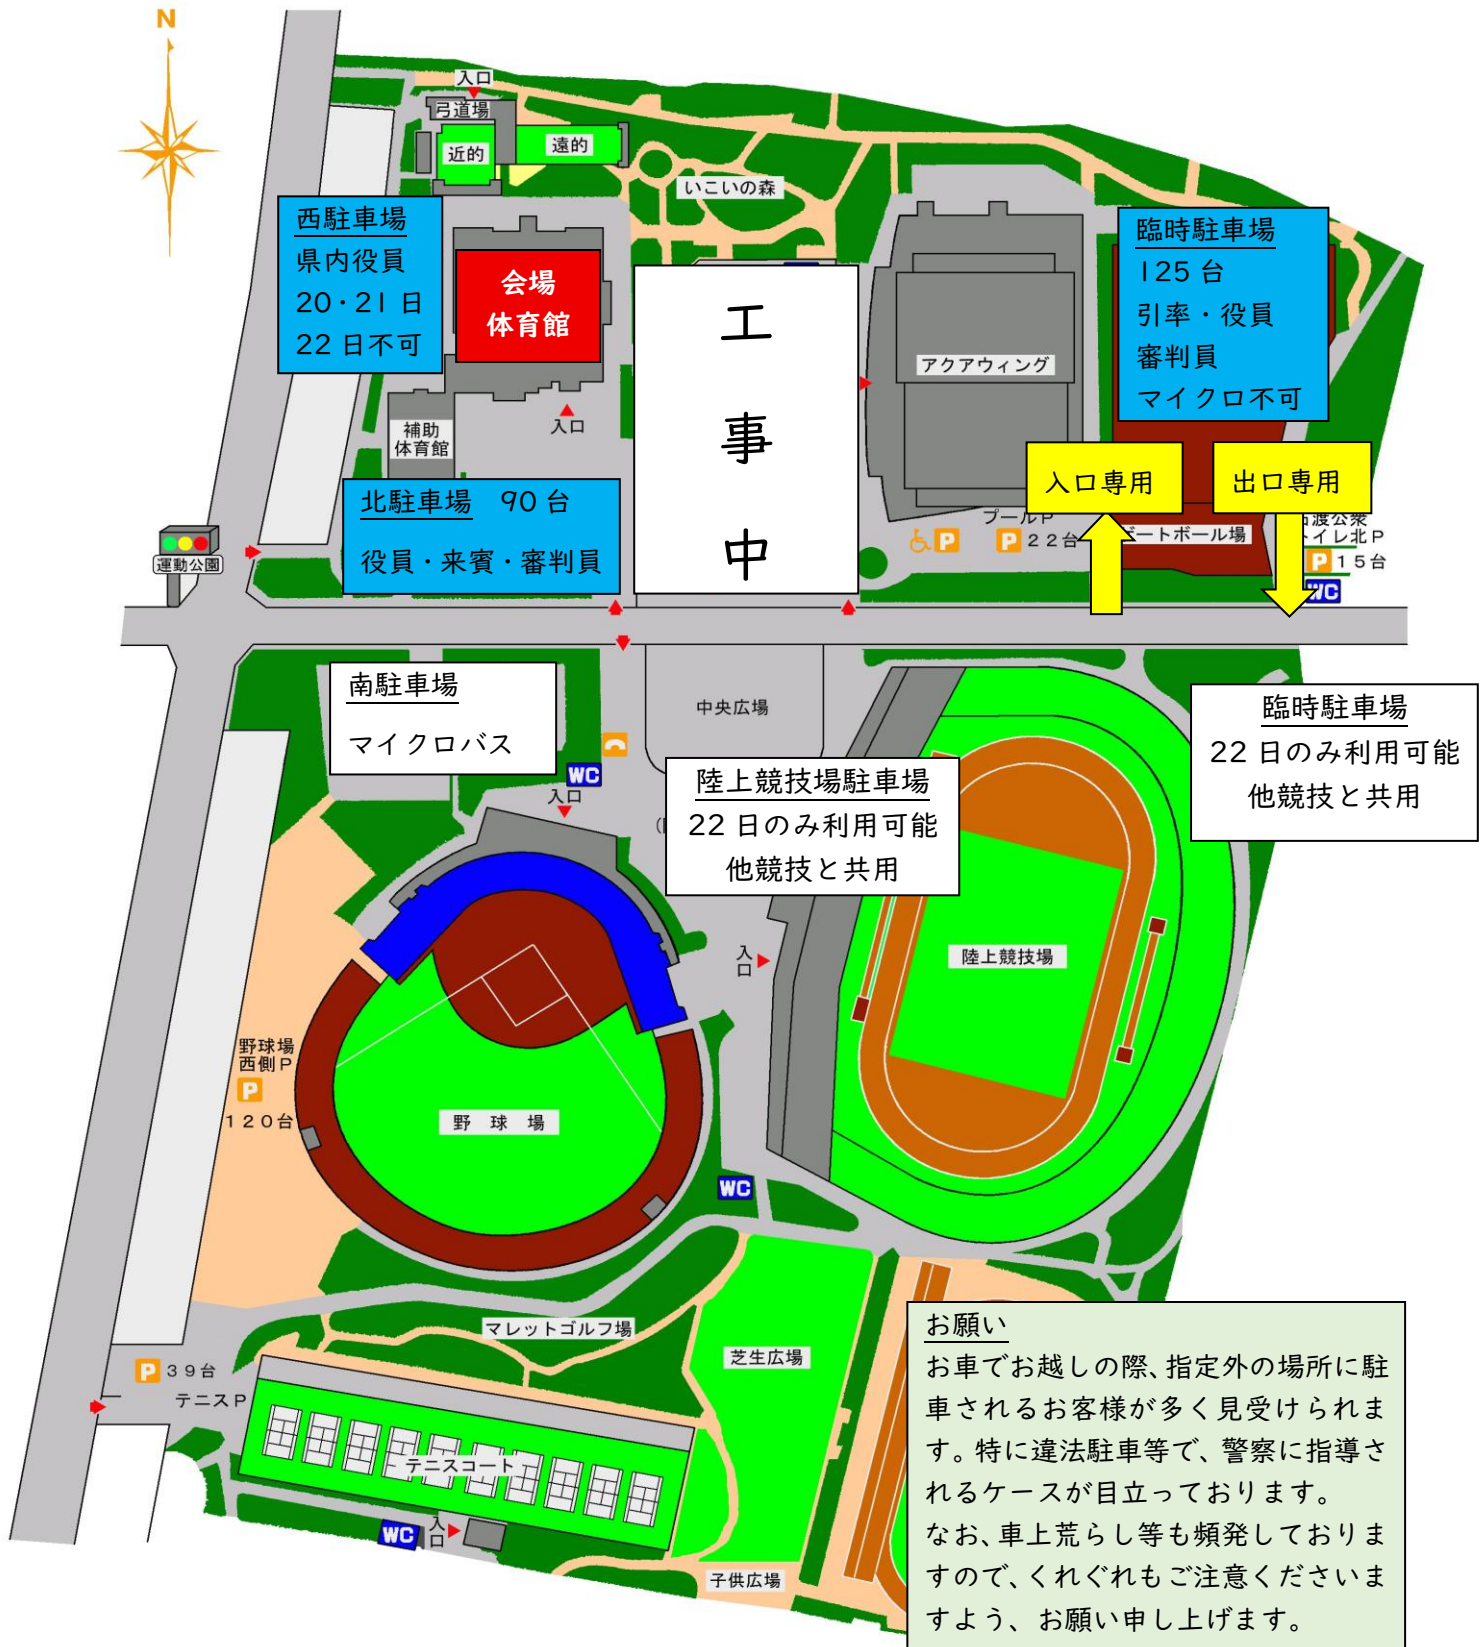 N
入口
弓道場
近的
遠的
いこいの森
西駐車場
県内役員
20・21日
22日不可
会場
体育館
工
事
中
アクアウィング
臨時駐車場
125台
引率・役員
審判員
マイクロ不可
補助
体育館
入口
入口専用
出口専用
北駐車場 90台
役員・来賓・審判員
プールP
P
P 22台
ゲートボール場
渡公衆
トイレ北P
P 15台
WC
運動公園
南駐車場
マイクロバス
中央広場
WC
入口
陸上競技場駐車場
22日のみ利用可能
他競技と共用
臨時駐車場
22日のみ利用可能
他競技と共用
入口
陸上競技場
野球場
西側P
P
120台
野球場
WC
マレットゴルフ場
芝生広場
P 39台
テニスP
テニスコート
WC
入口
子供広場
お願い
お車でお越しの際、指定外の場所に駐
車されるお客様が多く見受けられま
す。特に違法駐車等で、警察に指導さ
れるケースが目立っております。
なお、車上荒らし等も頻発しておりま
すので、くれぐれもご注意くださいま
すよう、お願い申し上げます。